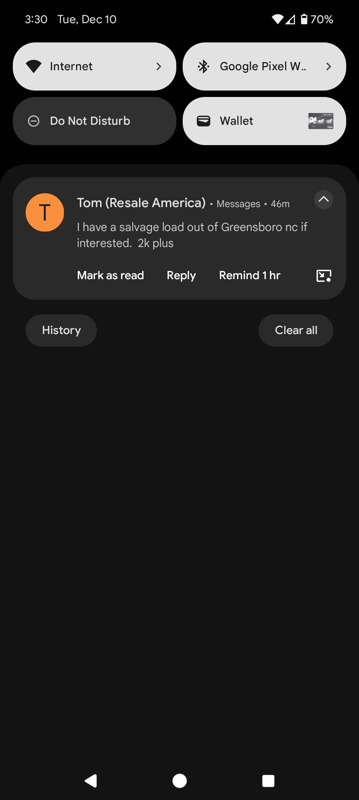 3:30 Tue, Dec 10 70%
Internet
Google Pixel W..
Do Not Disturb
Wallet
T
Tom (Resale America) • Messages • 46m
I have a salvage load out of Greensboro nc if
interested. 2k plus
Mark as read Reply Remind 1 hr
History Clear all